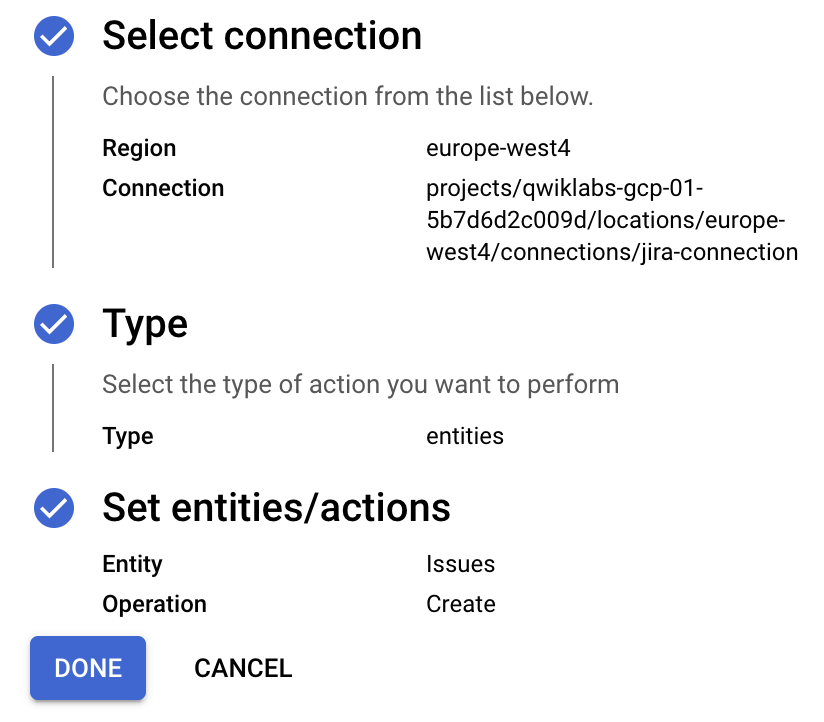 Select connection
Choose the connection from the list below.
Region europe-west4
Connection projects/qwiklabs-gcp-01-
5b7d6d2c009d/locations/europe-
west4/connections/jira-connection
Type
Select the type of action you want to perform
Type entities
Set entities/actions
Entity Issues
Operation Create
DONE CANCEL